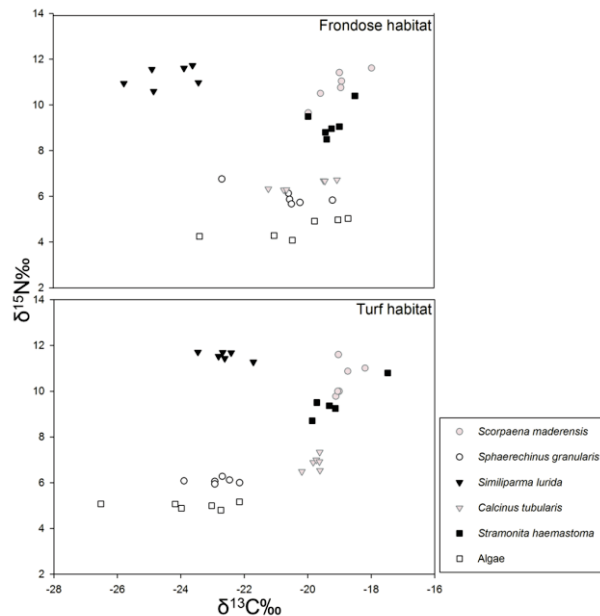 Frondose habitat
14
12
10
8
6
4
2
δ15N‰
Turf habitat
14
12
10
8
6
4
2
-28 -26 -24 -22 -20 -18 -16
δ13C‰
Scorpaena maderensis
Sphaerechinus granularis
Similiparma lurida
Calcinus tubularis
Stramonita haemastoma
Algae